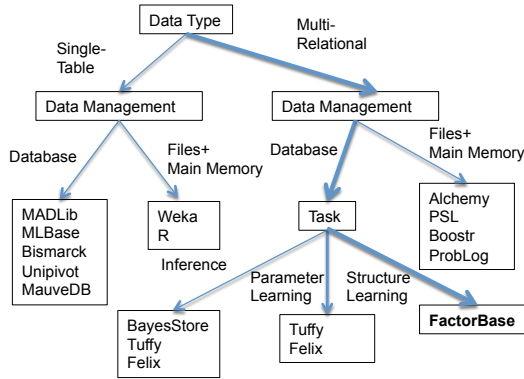 Data Type
Single-
Table
Multi-
Relational
Data Management
Data Management
Database
Files+
Main Memory
Database
Files+
Main Memory
MADLib
MLBase
Bismarck
Unipivot
MauveDB
Weka
R
Task
Alchemy
PSL
Boostr
ProbLog
Inference
Parameter
Learning
Structure
Learning
BayesStore
Tuffy
Felix
Tuffy
Felix
FactorBase